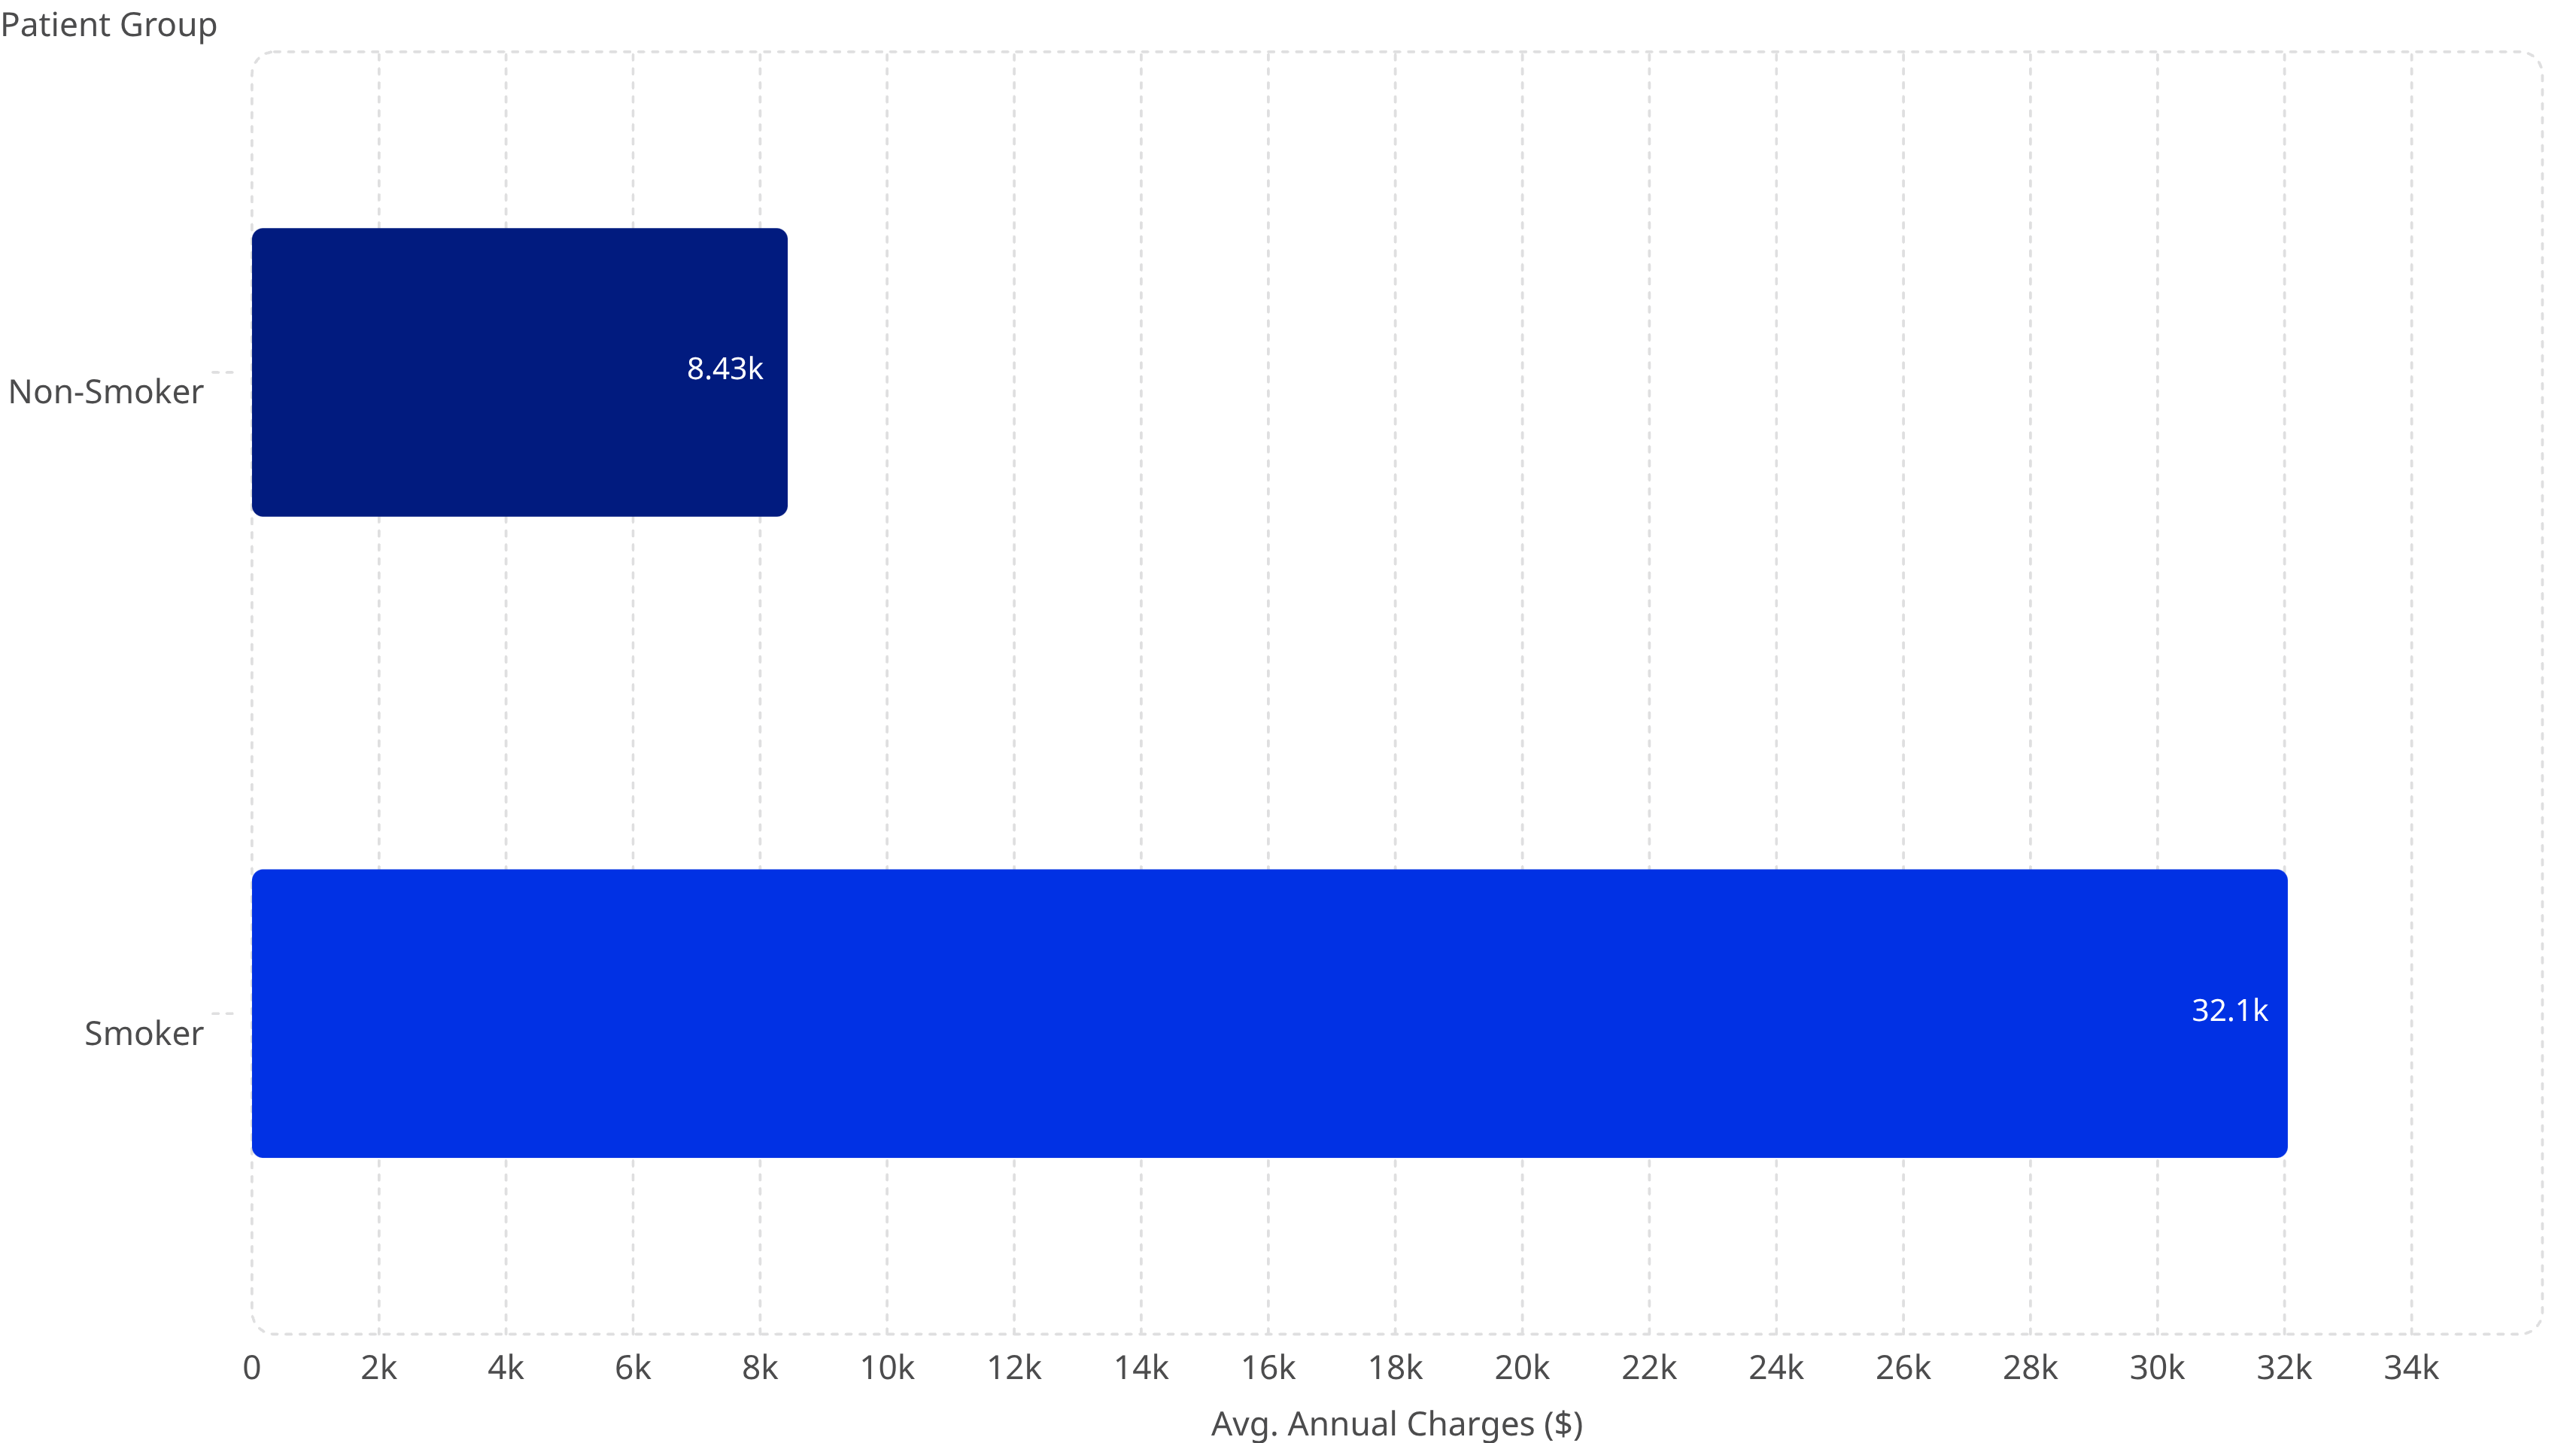 Patient Group
Non-Smoker
8.43k
Smoker
32.1k
0 2k 4k 6k 8k 10k 12k 14k 16k 18k 20k 22k 24k 26k 28k 30k 32k 34k
Avg. Annual Charges ($)